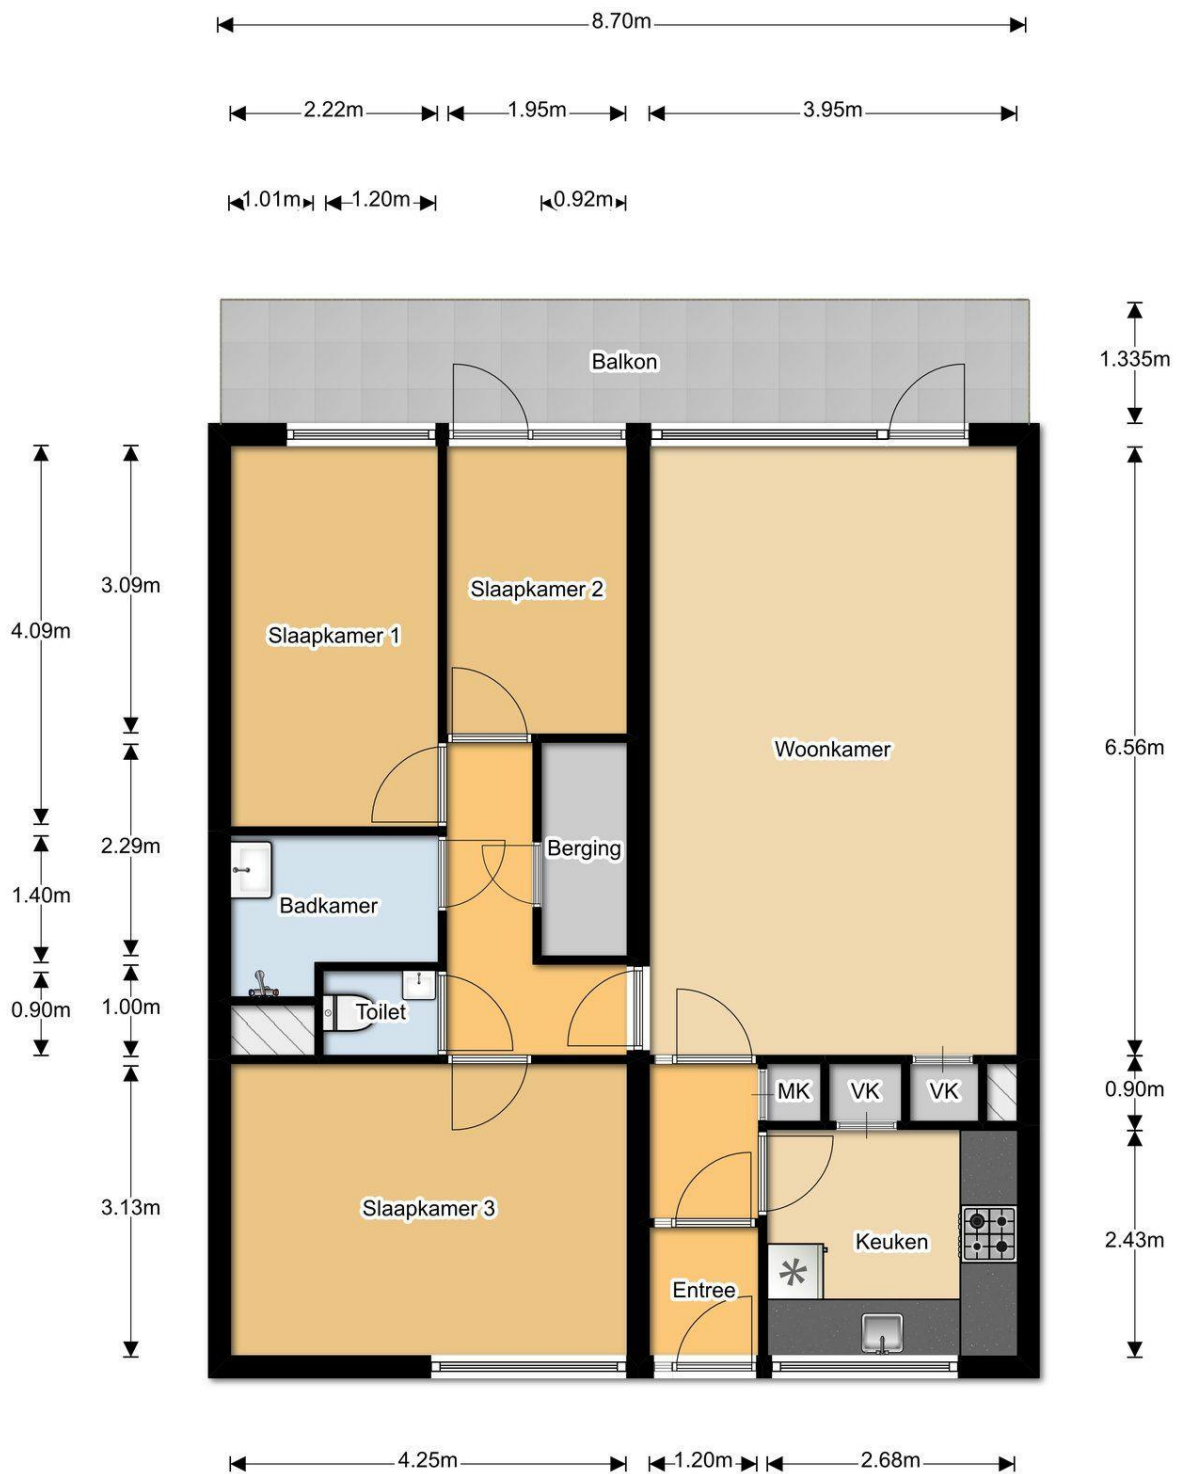 8.70m
2.22m
1.95m
3.95m
1.01m
1.20m
0.92m
Balkon
1.335m
3.09m
Slaapkamer 2
4.09m
Slaapkamer 1
Woonkamer
6.56m
2.29m
Berging
1.40m
Badkamer
0.90m
1.00m
Toilet
MK
VK
VK
0.90m
3.13m
Slaapkamer 3
Keuken
2.43m
Entree
4.25m
1.20m
2.68m